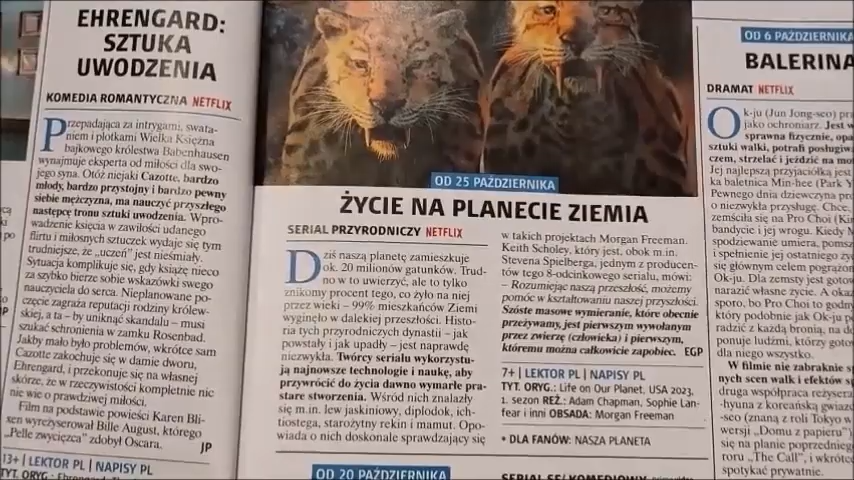 EHRENGARD:
SZTUKA
UWODZENIA
KOMEDIA ROMANTYCZNA NETFLIX
Przepadająca za intrygami, swata-
niem i plotkami Wielka Księżna
bajkowego królestwa Babenhausen
wynajmuje eksperta od miłości dla swo-
jego syna. Otóż niejaki Cazotte, bardzo
młody, bardzo przystojny i bardzo pewny
siebie mężczyzna, ma nauczyć przyszłego
następcę tronu sztuki uwodzenia. Wpro-
wadzenie księcia w zawiłości udanego
flirtu i miłosnych sztuczek wydaje się tym
trudniejsze, że „uczeń" jest nieśmiały.
Sytuacja komplikuje się, gdy książę nieco
za szybko bierze sobie wskazówki swego
nauczyciela do serca. Nieplanowane po-
częcie zagraża reputacji rodziny królew-
skiej, a ta – by uniknąć skandalu – musi
szukać schronienia w zamku Rosenbad.
Jakby mało było problemów, wkrótce sam
Cazotte zakochuje się w damie dworu,
Ehrengard, i przekonuje się na własnej
skórze, że w rzeczywistości kompletnie nic
nie wie o prawdziwej miłości.
Film na podstawie powieści Karen Bli-
xen wyreżyserował Bille August, którego
„Pelle zwycięzca" zdobył Oscara. JP
13+ | LEKTOR PL | NAPISY PL
TYT. ORYG.: Ehrengard:
OD 25 PAŹDZIERNIKA
ŻYCIE NA PLANECIE ZIEMIA
SERIAL PRZYRODNICZY NETFLIX
Dziś naszą planetę zamieszkuje
ok. 20 milionów gatunków. Trud-
no w to uwierzyć, ale to tylko
znikomy procent tego, co żyło na niej
przez wieki – 99% mieszkańców Ziemi
wyginęło w dalekiej przeszłości. Histo-
ria tych przyrodniczych dynastii – jak
powstały i jak upadły – jest naprawdę
niezwykła. Twórcy serialu wykorzystu-
ją najnowsze technologie i naukę, aby
przywrócić do życia dawno wymarłe pra-
stare stworzenia. Wśród nich znalazły
się m.in. lew jaskiniowy, diplodok, ich-
tiostega, starożytny rekin i mamut. Opo-
wiada o nich doskonale sprawdzający się
w takich projektach Morgan Freeman.
Keith Scholey, który jest, obok m.in.
Stevena Spielberga, jednym z producen-
tów tego 8-odcinkowego serialu, mówi:
– Rozumiejąc naszą przeszłość, możemy
pomóc w kształtowaniu naszej przyszłości.
Szóste masowe wymieranie, które obecnie
przeżywamy, jest pierwszym wywołanym
przez zwierzę (człowieka) i pierwszym,
któremu można całkowicie zapobiec. EGP
7+ | LEKTOR PL | NAPISY PL
TYT. ORYG.: Life on Our Planet, USA 2023,
1. sezon REŻ.: Adam Chapman, Sophie Lan-
fear i inni OBSADA: Morgan Freeman
• DLA FANÓW: NASZA PLANETA
OD 20 PAŹDZIERNIKA
OD 6 PAŹDZIERNIKA
BALERINA
DRAMAT NETFLIX
Ok-ju (Jun Jong-seo) pr
jako ochroniarz. Jest w
sprawna fizycznie, opa
sztuki walki, potrafi posługiw
czem, strzelać i jeździć na mo
Jej najlepszą przyjaciółką jest
ka baletnica Min-hee (Park Y
Pewnego dnia dziewczyna pro
o niezwykłą przysługę. Chce,
zemściła się na Pro Choi (Ki
bandycie i jej wrogu. Kiedy M
spodziewanie umiera, pomsz
i spełnienie jej ostatniego życ
się głównym celem pogrążon
Ok-ju. Dla zemsty jest goto
narazić własne życie. A okaz
sporo, bo Pro Choi to godny
który podobnie jak Ok-ju p
radzić z każdą bronią, na do
ponuje ludźmi, którzy gotow
dla niego wszystko.
W filmie nie zabraknie s
nych scen walk i efektów s
druga współpraca reżysera
-hyuna z koreańską gwiazd
-seo (znaną z roli Tokyo w
wersji „Domu z papieru")
się na planie poprzedniego
toru „The Call", i wkrótce
spotykać prywatnie.